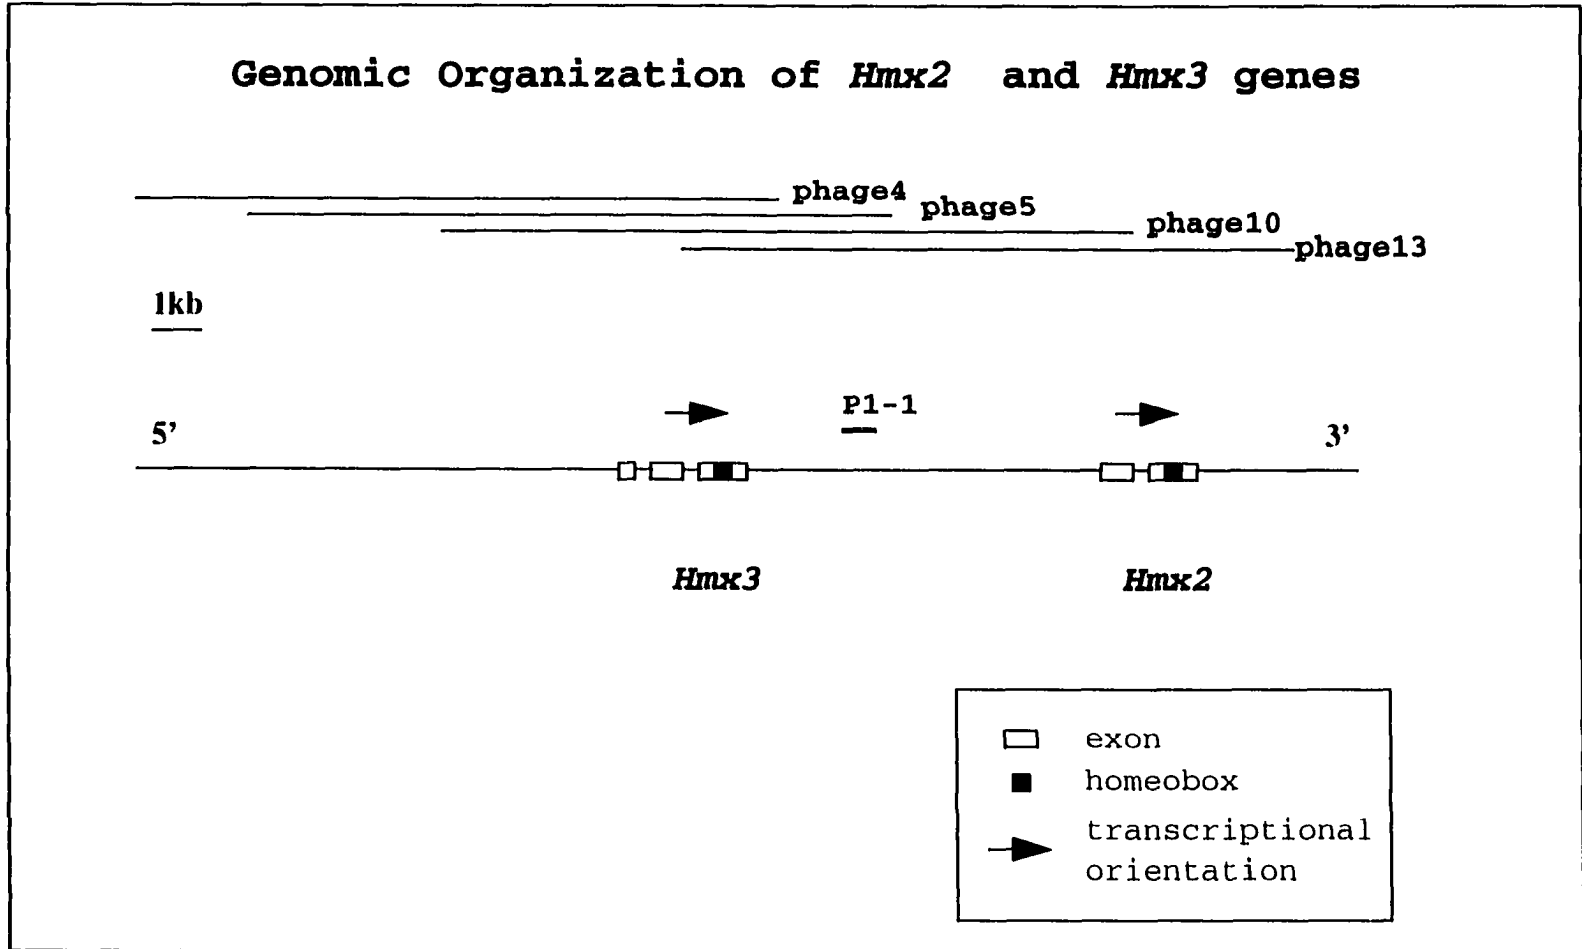 Genomic Organization of Hmx2 and Hmx3 genes
phage4
phage5
phage10
phage13
1kb
P1-1
5’
3’
Hmx3
Hmx2
exon
homeobox
transcriptional
orientation